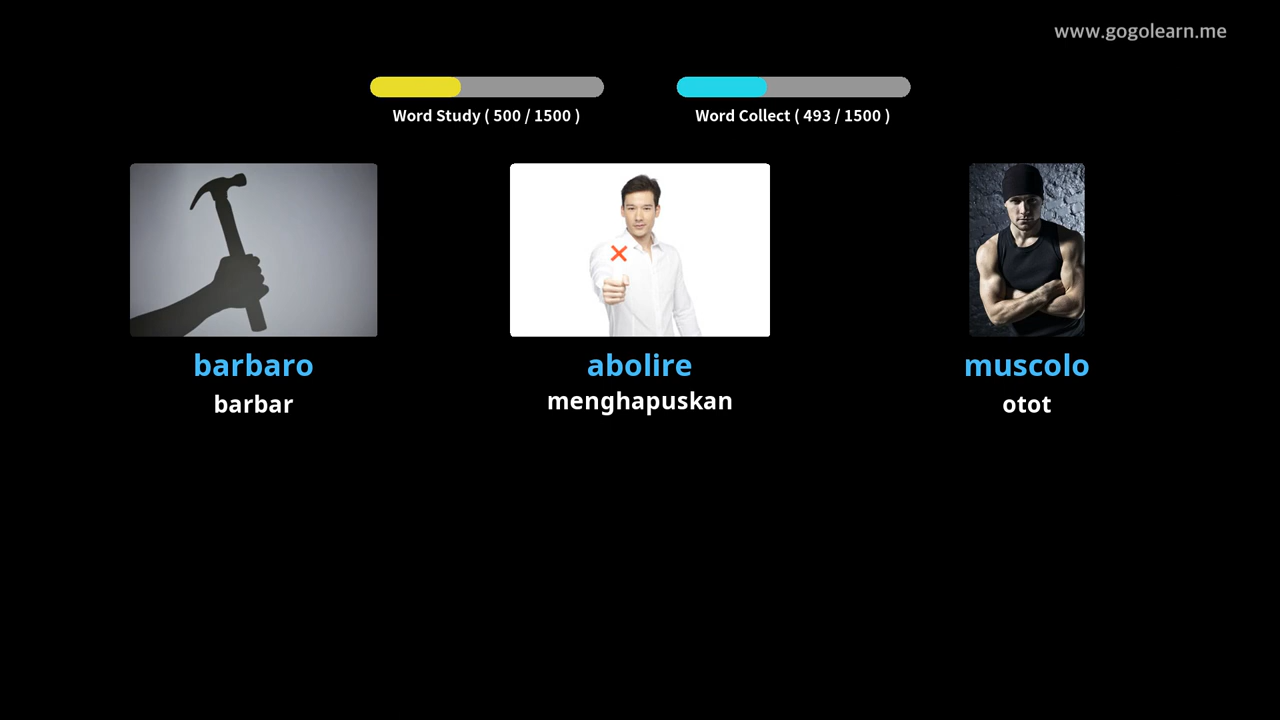 www.gogolearn.me
Word Study ( 500 / 1500 )
Word Collect ( 493 / 1500 )
barbaro
barbar
abolire
menghapuskan
muscolo
otot